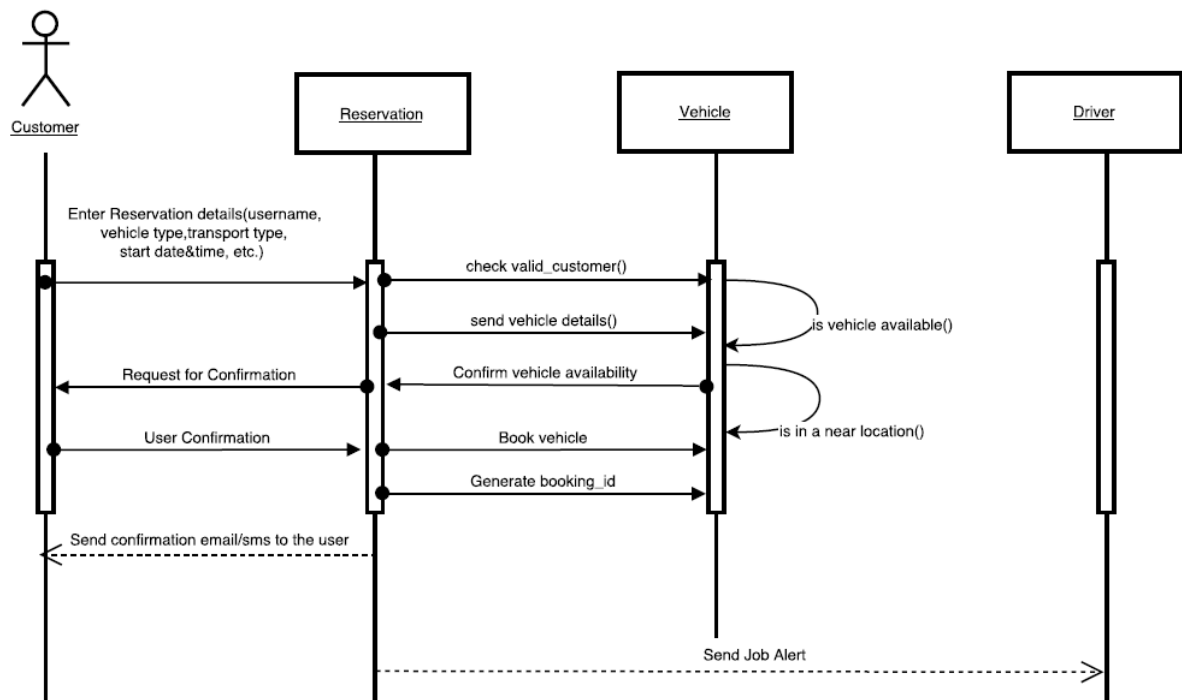 Customer
Reservation
Vehicle
Driver
Enter Reservation details(username,
vehicle type,transport type,
start date&time, etc.)
check valid_customer()
send vehicle details()
is vehicle available()
Request for Confirmation
Confirm vehicle availability
is in a near location()
User Confirmation
Book vehicle
Generate booking_id
Send confirmation email/sms to the user
Send Job Alert